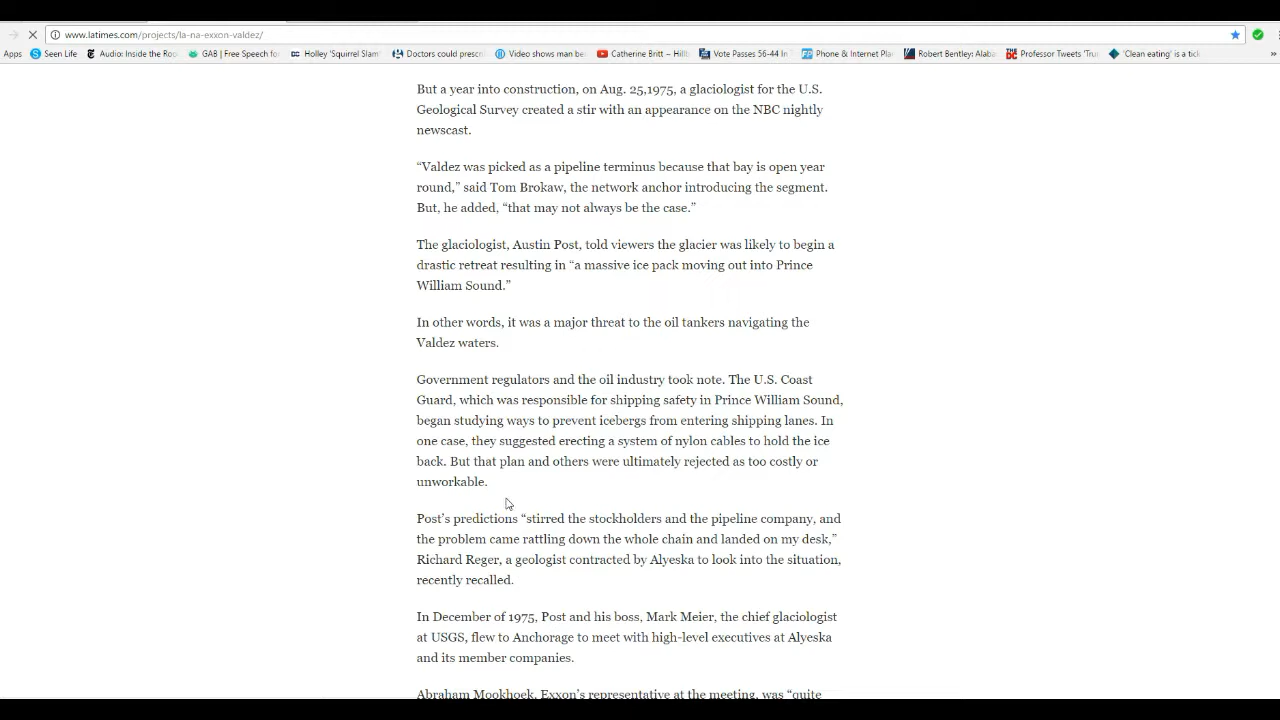 www.latimes.com/projects/la-na-exxon-valdez/
Apps Seen Life Audio: Inside the Roo GAB | Free Speech fo Holley 'Squirrel Slam' Doctors could prescri Video shows man be Catherine Britt – Hillb Vote Passes 56-44 In Phone & Internet Pla Robert Bentley: Alaba Professor Tweets 'Tru 'Clean eating' is a tick »
But a year into construction, on Aug. 25,1975, a glaciologist for the U.S.
Geological Survey created a stir with an appearance on the NBC nightly
newscast.
“Valdez was picked as a pipeline terminus because that bay is open year
round,” said Tom Brokaw, the network anchor introducing the segment.
But, he added, “that may not always be the case.”
The glaciologist, Austin Post, told viewers the glacier was likely to begin a
drastic retreat resulting in “a massive ice pack moving out into Prince
William Sound.”
In other words, it was a major threat to the oil tankers navigating the
Valdez waters.
Government regulators and the oil industry took note. The U.S. Coast
Guard, which was responsible for shipping safety in Prince William Sound,
began studying ways to prevent icebergs from entering shipping lanes. In
one case, they suggested erecting a system of nylon cables to hold the ice
back. But that plan and others were ultimately rejected as too costly or
unworkable.
Post’s predictions “stirred the stockholders and the pipeline company, and
the problem came rattling down the whole chain and landed on my desk,”
Richard Reger, a geologist contracted by Alyeska to look into the situation,
recently recalled.
In December of 1975, Post and his boss, Mark Meier, the chief glaciologist
at USGS, flew to Anchorage to meet with high-level executives at Alyeska
and its member companies.
Abraham Mookhoek, Exxon’s representative at the meeting, was “quite